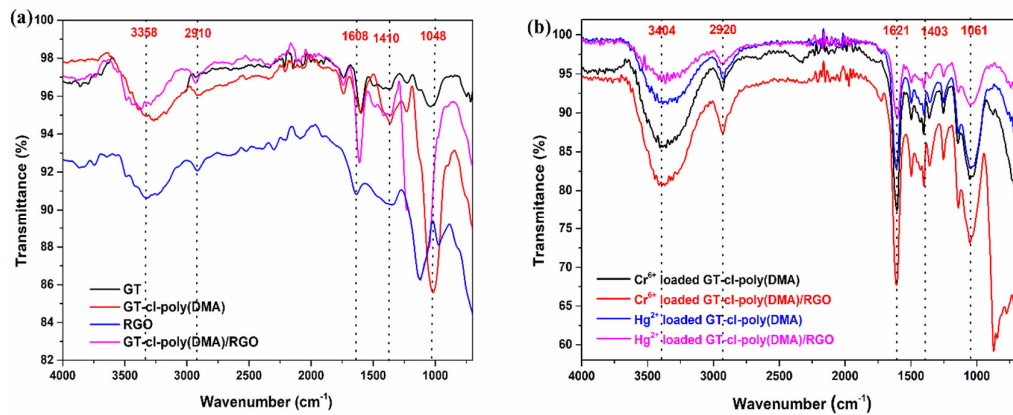 (a)
3358 2910 1608 1410 1048
100
98
96
94
92
90
88
86
84
82
Transmittance (%)
GT
GT-cl-poly(DMA)
RGO
GT-cl-poly(DMA)/RGO
4000 3500 3000 2500 2000 1500 1000
Wavenumber (cm-1)
(b)
3404 2920 1621 1403 1061
100
95
90
85
80
75
70
65
60
Transmittance (%)
Cr6+ loaded GT-cl-poly(DMA)
Cr6+ loaded GT-cl-poly(DMA)/RGO
Hg2+ loaded GT-cl-poly(DMA)
Hg2+ loaded GT-cl-poly(DMA)/RGO
4000 3500 3000 2500 2000 1500 1000
Wavenumber (cm-1)